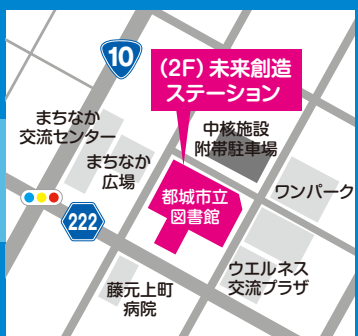 10
(2F) 未来創造
ステーション
まちなか
交流センター
まちなか
広場
中核施設
附帯駐車場
ワンパーク
都城市立
図書館
222
ウエルネス
交流プラザ
藤元上町
病院